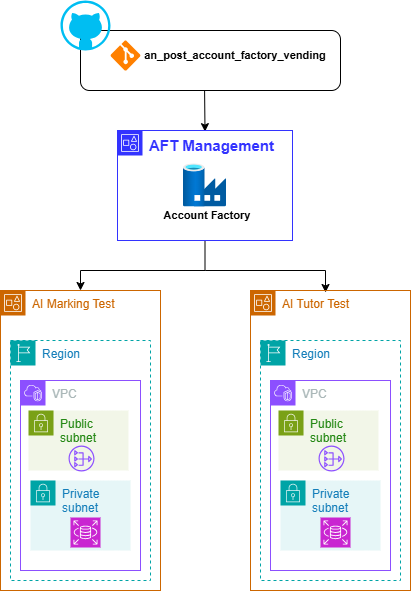 an_post_account_factory_vending
AFT Management
Account Factory
AI Marking Test
AI Tutor Test
Region
Region
VPC
VPC
Public
subnet
Public
subnet
Private
subnet
Private
subnet